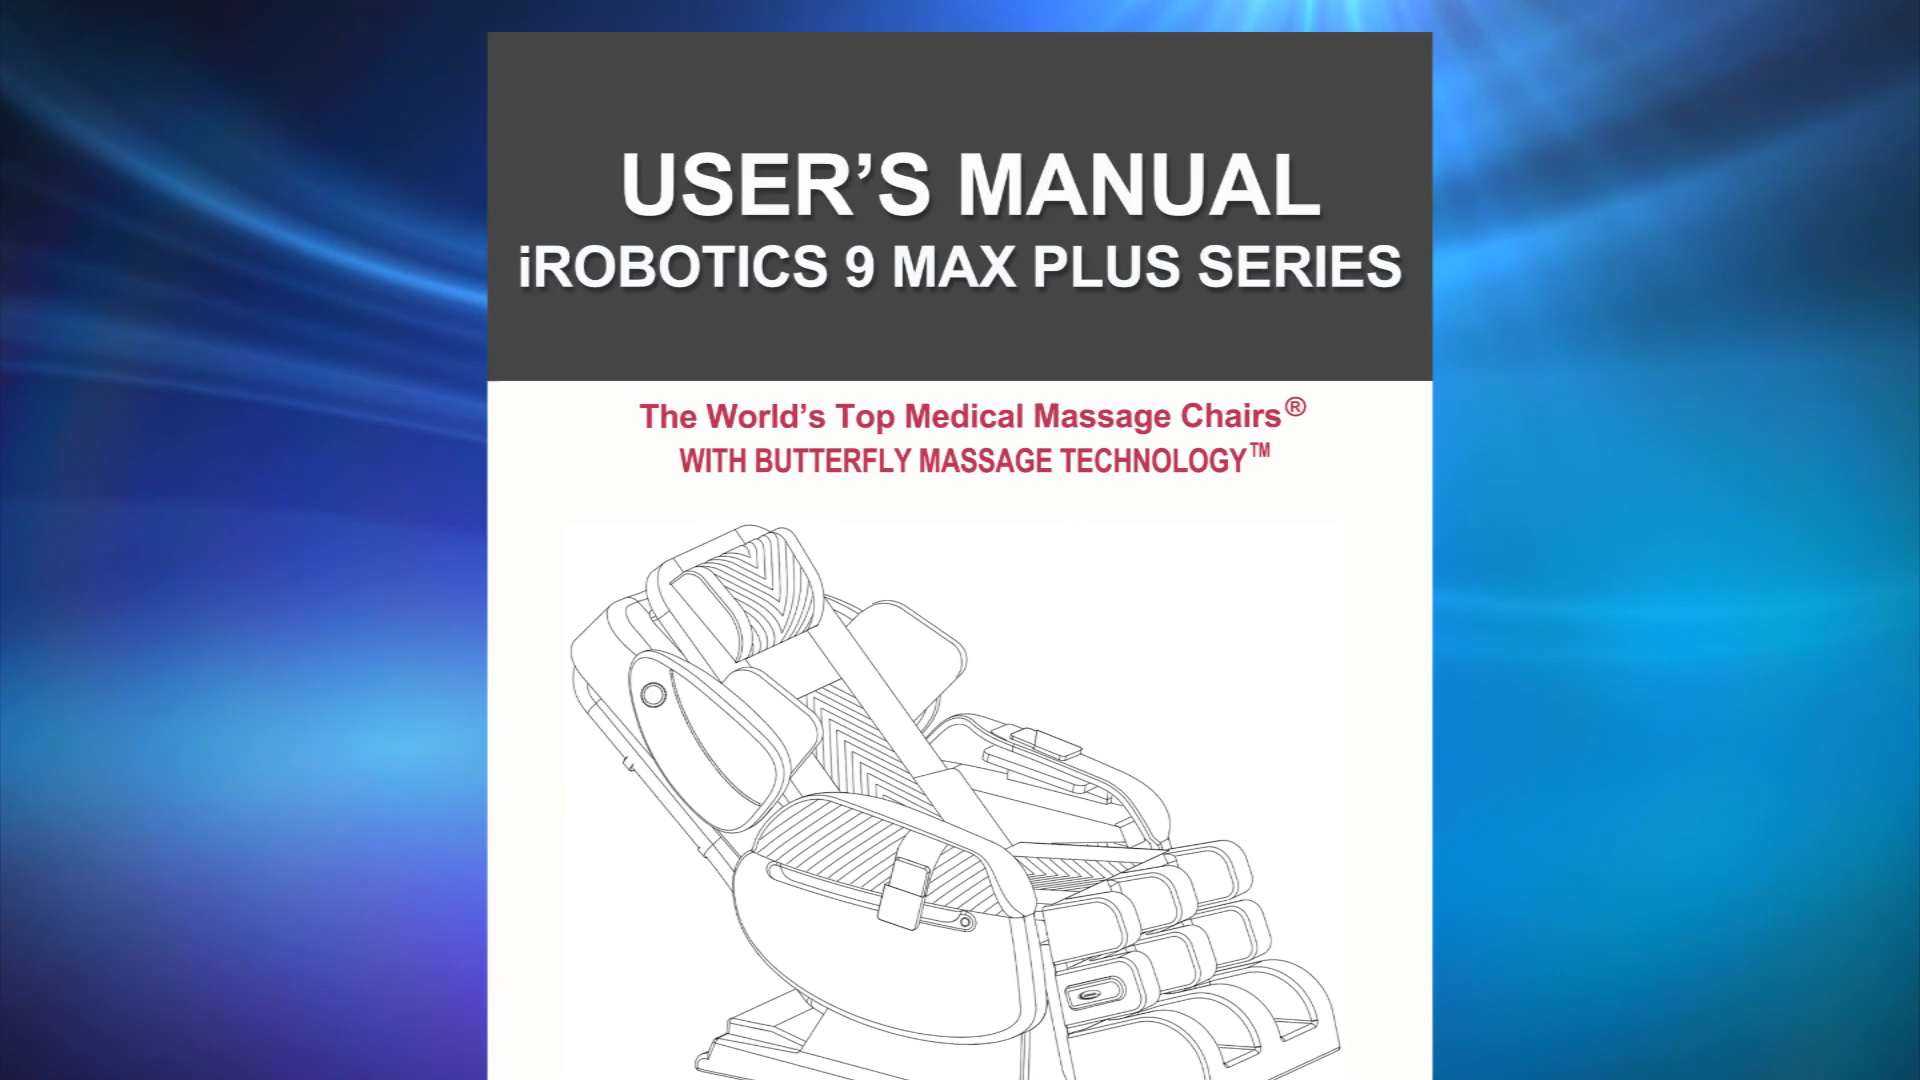 USER’S MANUAL
iROBOTICS 9 MAX PLUS SERIES
The World’s Top Medical Massage Chairs®
WITH BUTTERFLY MASSAGE TECHNOLOGY™